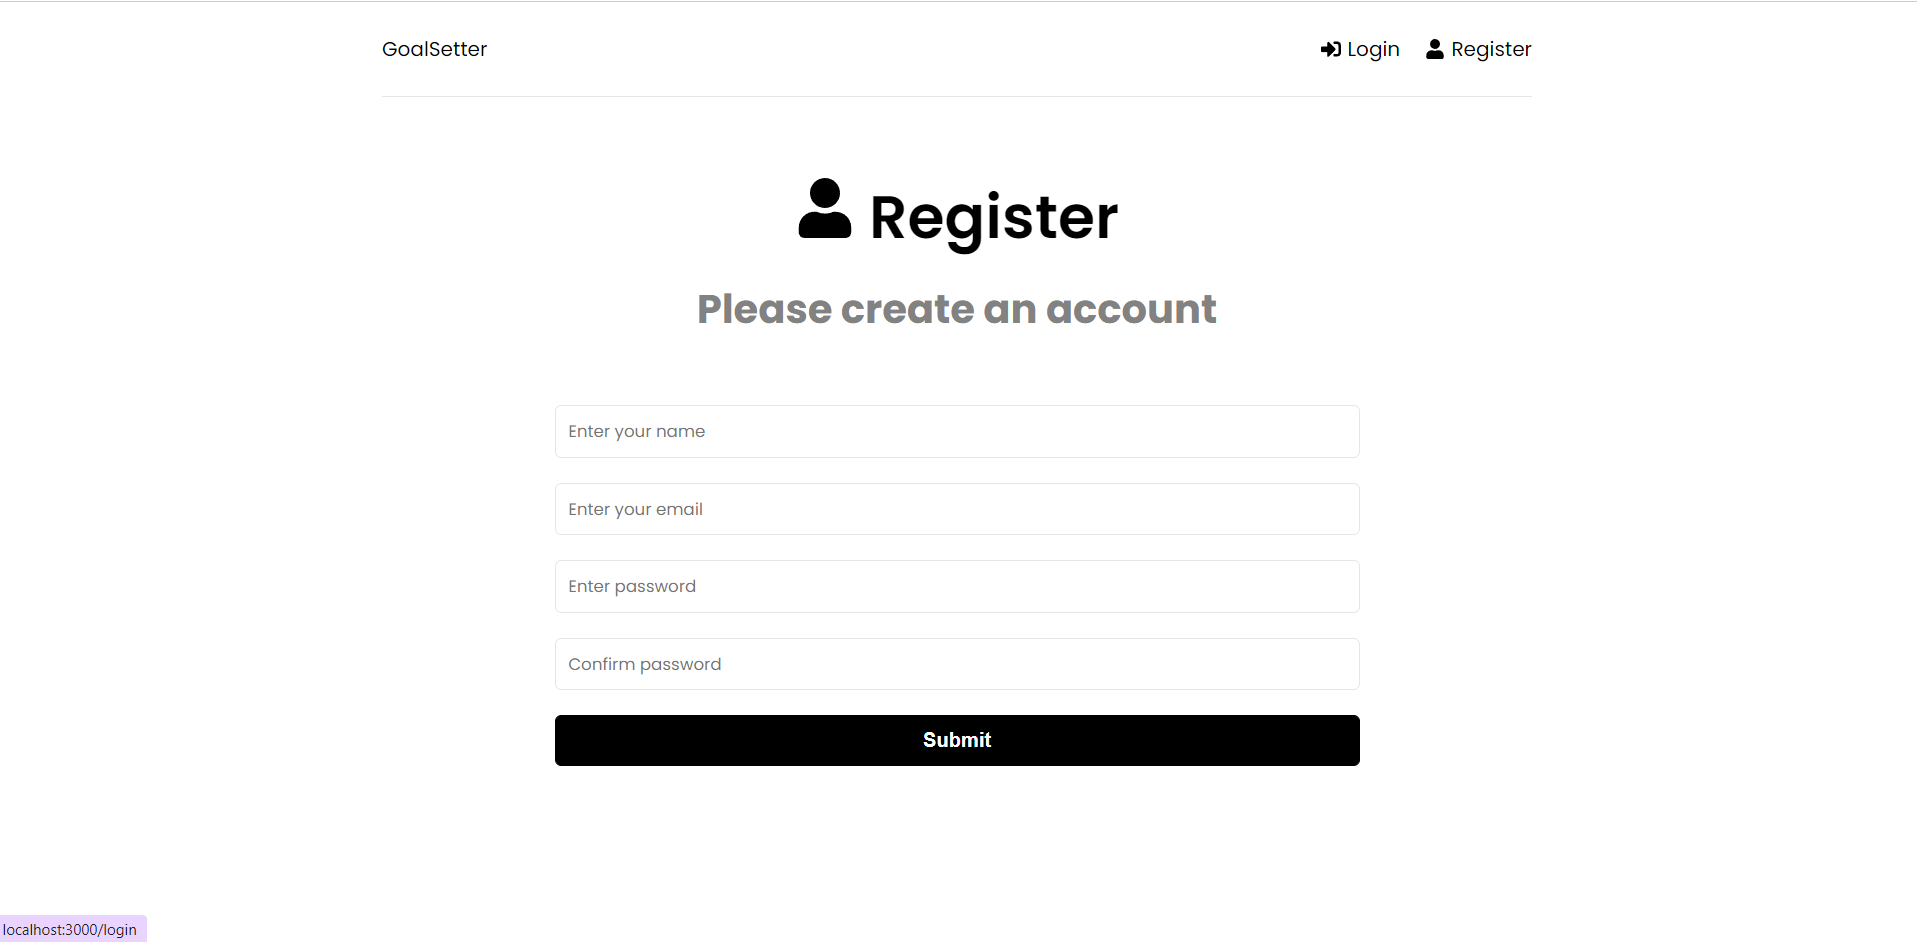 GoalSetter Login Register
Register
Please create an account
Enter your name
Enter your email
Enter password
Confirm password
Submit
localhost:3000/login